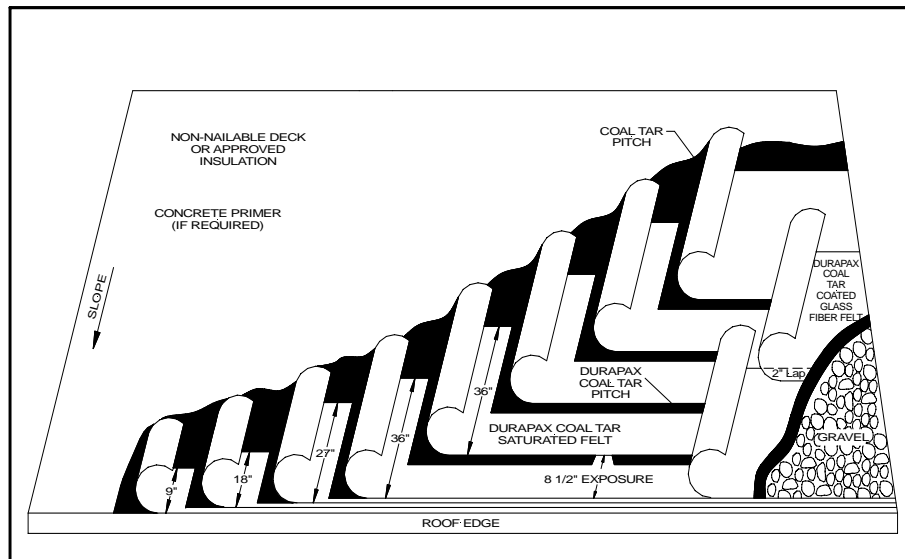 NON-NAILABLE DECK
OR APPROVED
INSULATION
COAL TAR
PITCH
CONCRETE PRIMER
(IF REQUIRED)
SLOPE
DURAPAX
COAL
TAR
COATED
GLASS
FIBER FELT
2" Lap
DURAPAX
COAL TAR
PITCH
36"
36"
DURAPAX COAL TAR
SATURATED FELT
GRAVEL
27"
18"
9"
8 1/2" EXPOSURE
ROOF EDGE